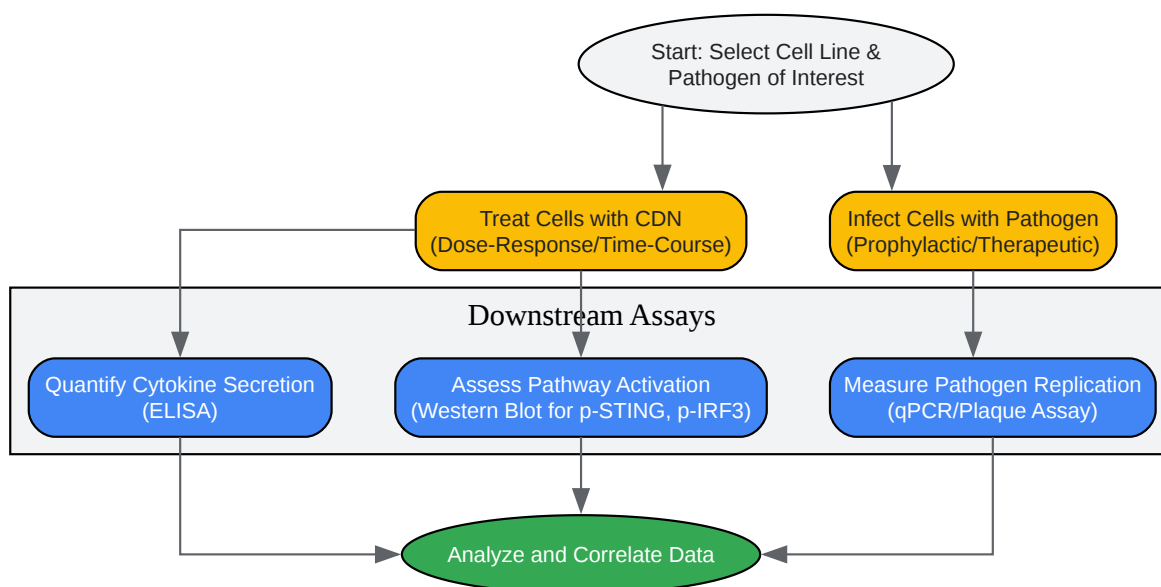 Start: Select Cell Line &
Pathogen of Interest
Treat Cells with CDN
(Dose-Response/Time-Course)
Infect Cells with Pathogen
(Prophylactic/Therapeutic)
Downstream Assays
Quantify Cytokine Secretion
(ELISA)
Assess Pathway Activation
(Western Blot for p-STING, p-IRF3)
Measure Pathogen Replication
(qPCR/Plaque Assay)
Analyze and Correlate Data